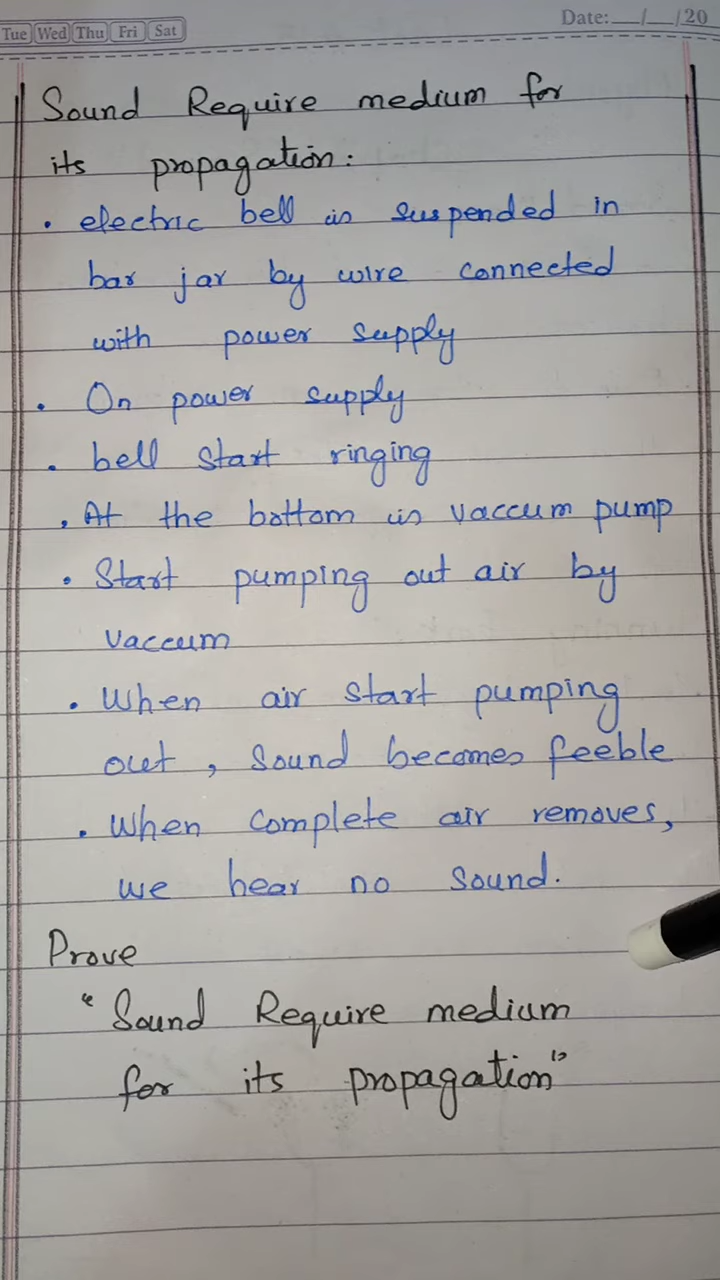 Tue Wed Thu Fri Sat
Date:__/__/20
Sound Require medium for
its propagation:
• electric bell is suspended in
bar jar by wire connected
with power supply
• On power supply
• bell start ringing
• At the bottom is vaccum pump
• Start pumping out air by
vaccum
• When air start pumping
out, sound becomes feeble
• When complete air removes,
we hear no sound.
Prove
"Sound Require medium
for its propagation"